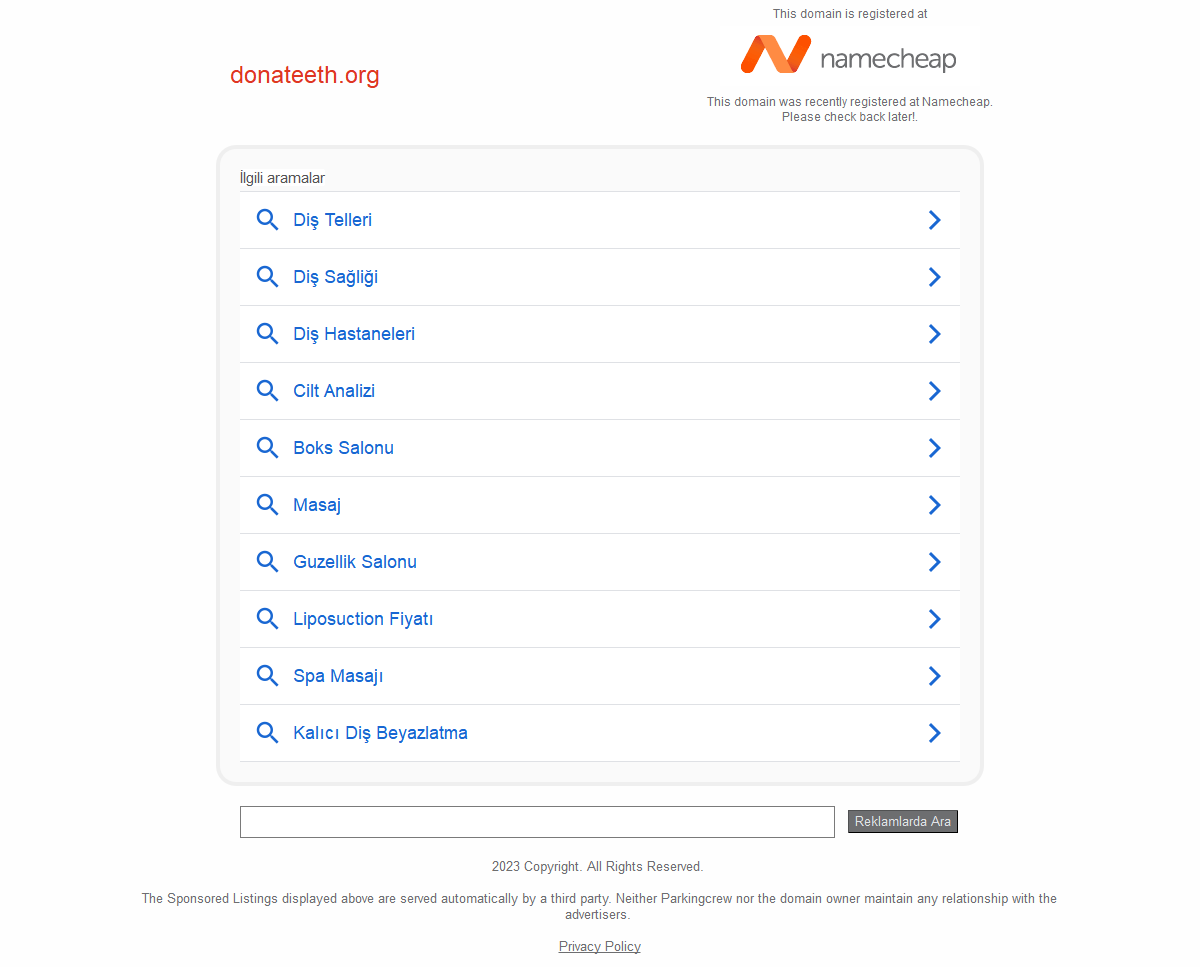 This domain is registered at
namecheap
donateeth.org
This domain was recently registered at Namecheap.
Please check back later!.
İlgili aramalar
Diş Telleri
Diş Sağliği
Diş Hastaneleri
Cilt Analizi
Boks Salonu
Masaj
Guzellik Salonu
Liposuction Fiyatı
Spa Masajı
Kalıcı Diş Beyazlatma
Reklamlarda Ara
2023 Copyright. All Rights Reserved.
The Sponsored Listings displayed above are served automatically by a third party. Neither Parkingcrew nor the domain owner maintain any relationship with the
advertisers.
Privacy Policy